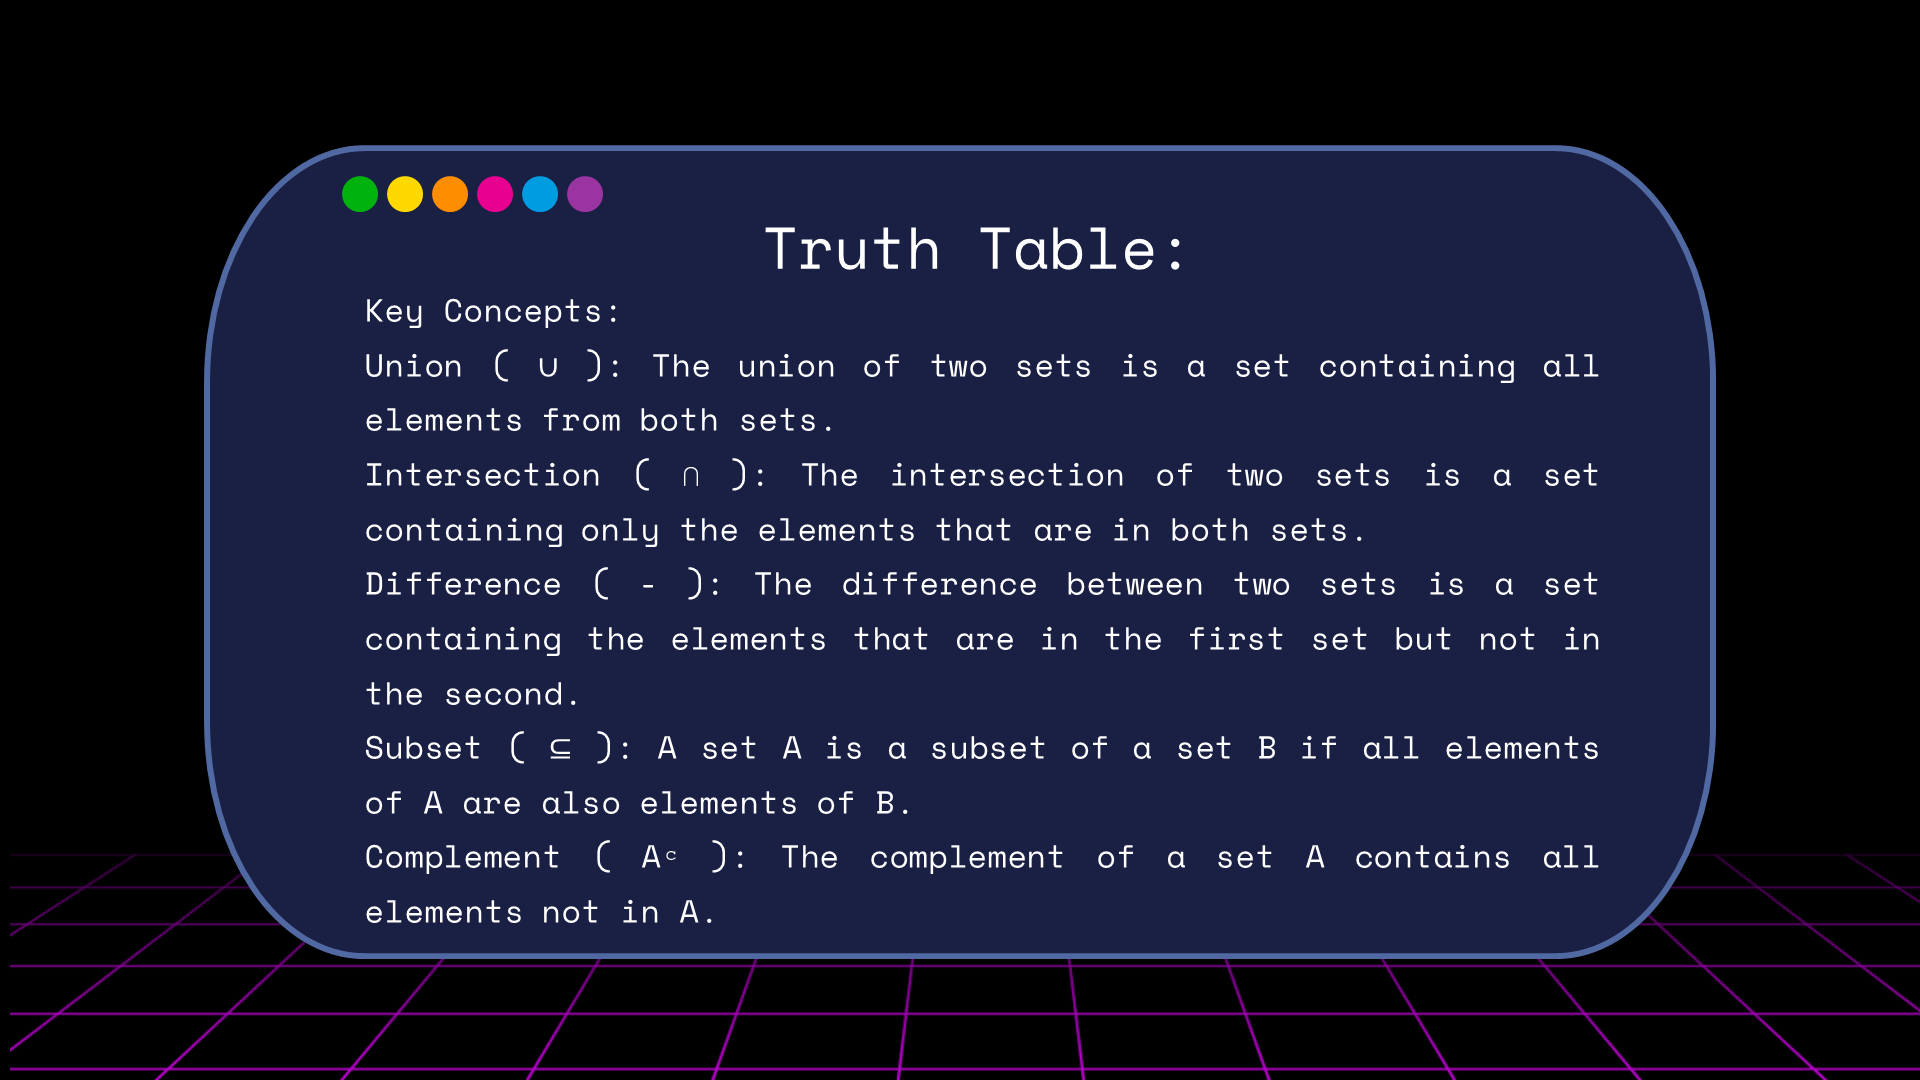 Truth Table:
Key Concepts:
Union ( ∪ ): The union of two sets is a set containing all
elements from both sets.
Intersection ( ∩ ): The intersection of two sets is a set
containing only the elements that are in both sets.
Difference ( - ): The difference between two sets is a set
containing the elements that are in the first set but not in
the second.
Subset ( ⊆ ): A set A is a subset of a set B if all elements
of A are also elements of B.
Complement ( Aᶜ ): The complement of a set A contains all
elements not in A.